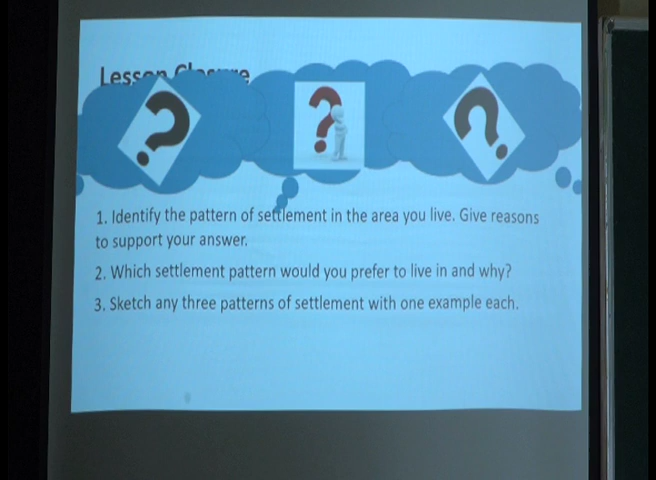 Lesson Closure
1. Identify the pattern of settlement in the area you live. Give reasons
to support your answer.
2. Which settlement pattern would you prefer to live in and why?
3. Sketch any three patterns of settlement with one example each.